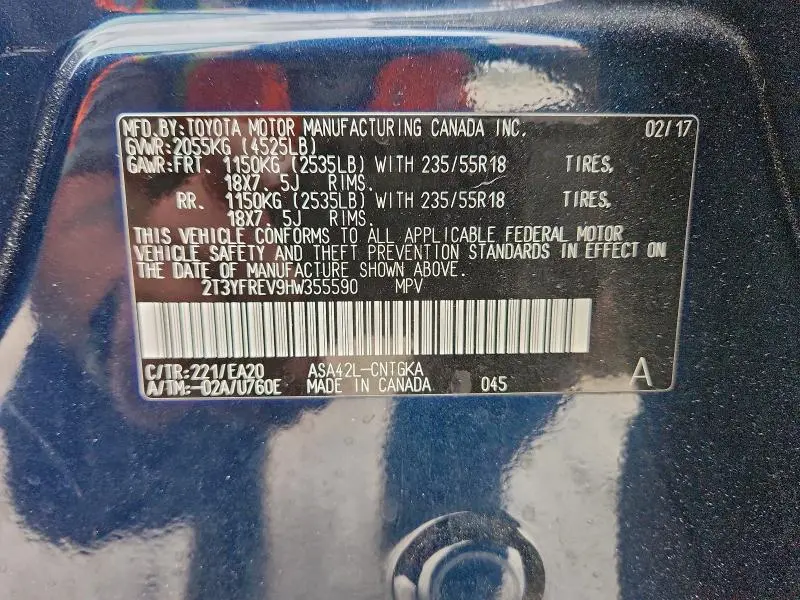 MFD.BY:TOYOTA MOTOR MANUFACTURING CANADA INC. 02/17
GVWR:2055KG (4525LB)
GAWR:FRT. 1150KG (2535LB) WITH 235/55R18 TIRES,
18X7.5J RIMS.
RR. 1150KG (2535LB) WITH 235/55R18 TIRES,
18X7.5J RIMS.
THIS VEHICLE CONFORMS TO ALL APPLICABLE FEDERAL MOTOR
VEHICLE SAFETY AND THEFT PREVENTION STANDARDS IN EFFECT ON
THE DATE OF MANUFACTURE SHOWN ABOVE.
2T3YFREV9HW355590 MPV
C/TR:221/EA20 ASA42L-CNTGKA
A/TM:-02A/U760E MADE IN CANADA 045 A